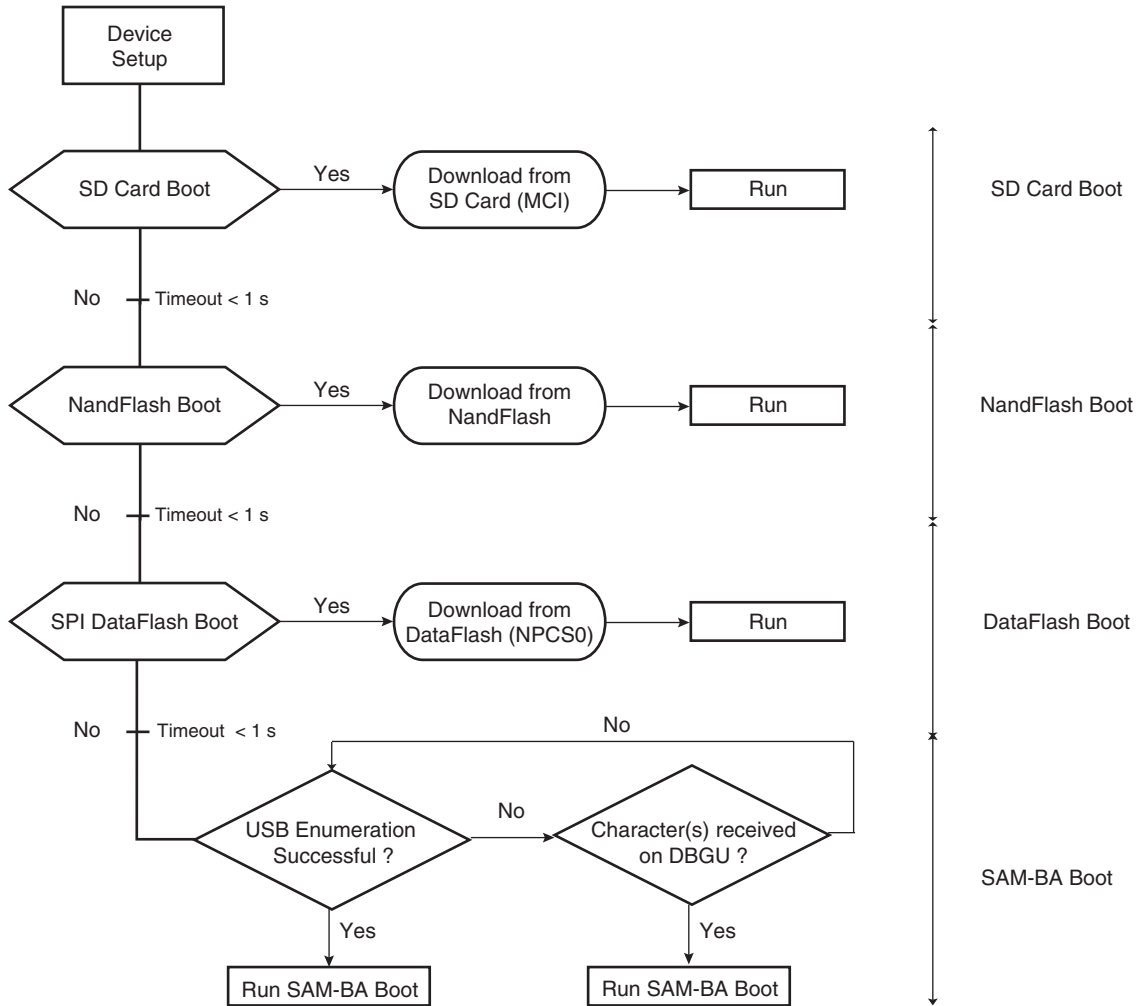 Device
Setup
SD Card Boot
Yes
Download from
SD Card (MCI)
Run
SD Card Boot
No
Timeout < 1 s
NandFlash Boot
Yes
Download from
NandFlash
Run
NandFlash Boot
No
Timeout < 1 s
SPI DataFlash Boot
Yes
Download from
DataFlash (NPCS0)
Run
DataFlash Boot
No
Timeout < 1 s
No
USB Enumeration
Successful ?
No
Character(s) received
on DBGU ?
SAM-BA Boot
Yes
Yes
Run SAM-BA Boot
Run SAM-BA Boot